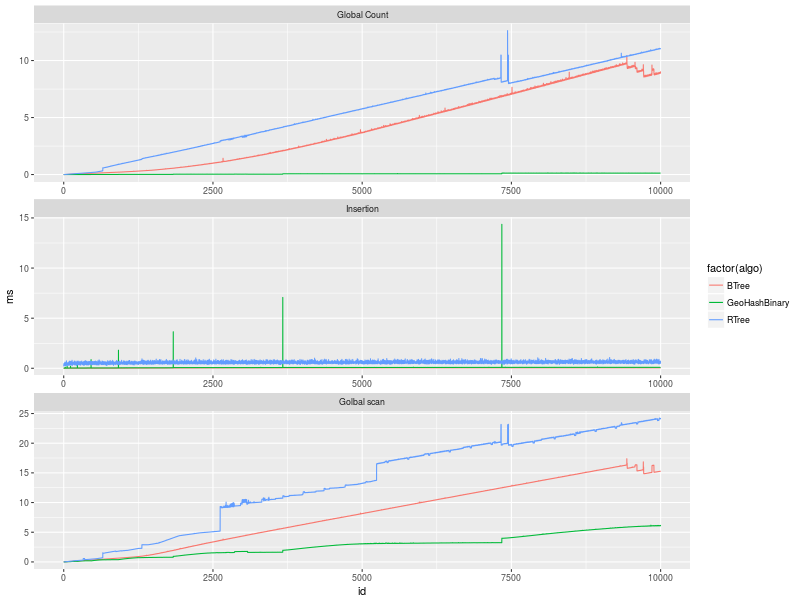 Global Count
10
5
0
0 2500 5000 7500 10000
Insertion
15
10
5
0
0 2500 5000 7500 10000
Golbal scan
25
20
15
10
5
0
0 2500 5000 7500 10000
ms
id
factor(algo)
BTree
GeoHashBinary
RTree